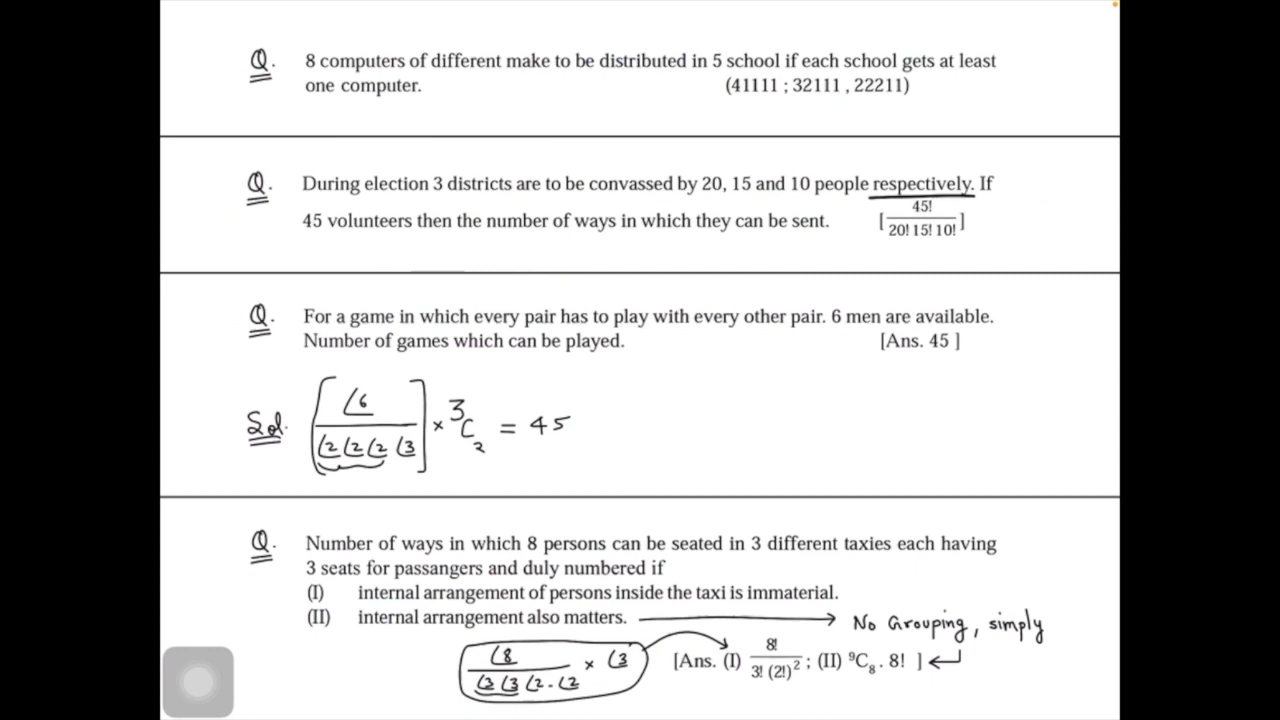 Q. 8 computers of different make to be distributed in 5 school if each school gets at least
one computer. (41111 ; 32111 , 22211)
Q. During election 3 districts are to be convassed by 20, 15 and 10 people respectively. If
45 volunteers then the number of ways in which they can be sent. [45!/20! 15! 10!]
Q. For a game in which every pair has to play with every other pair. 6 men are available.
Number of games which can be played. [Ans. 45 ]
Sol. [∠6/∠2 ∠2 ∠2 ∠3] × ³C₂ = 45
Q. Number of ways in which 8 persons can be seated in 3 different taxies each having
3 seats for passangers and duly numbered if
(I) internal arrangement of persons inside the taxi is immaterial.
(II) internal arrangement also matters. → No Grouping, simply
∠8/∠3 ∠3 ∠2 . ∠2 × ∠3 [Ans. (I) 8!/3! (2!)² ; (II) ⁹C₈ . 8! ]